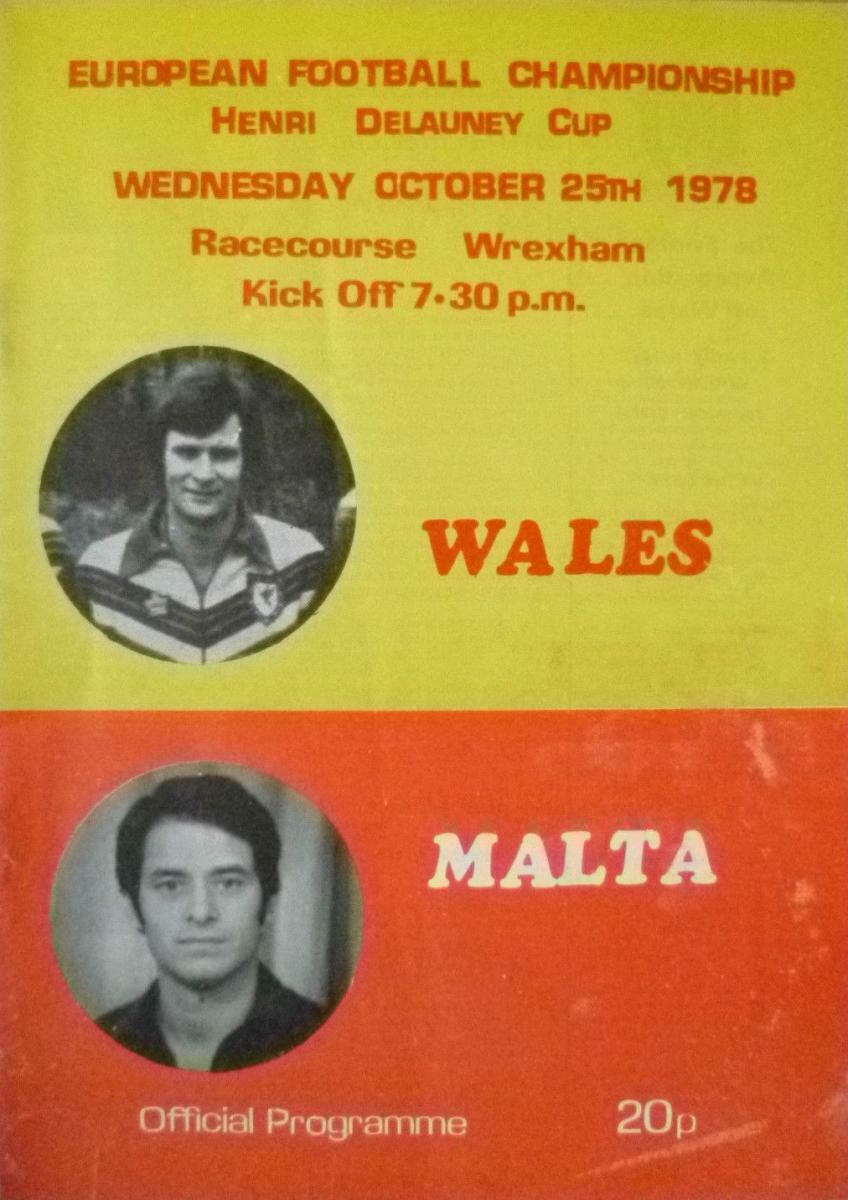 EUROPEAN FOOTBALL CHAMPIONSHIP
HENRI DELAUNEY CUP
WEDNESDAY OCTOBER 25TH 1978
Racecourse Wrexham
Kick Off 7·30 p.m.
WALES
MALTA
Official Programme 20p